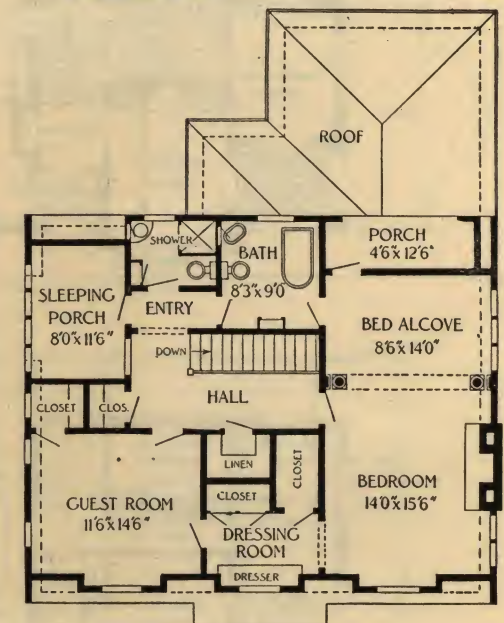 ROOF
SHOWER
BATH
8'3"x 9'0
PORCH
4'6"x 12'6"
SLEEPING
PORCH
8'0"x 11'6"
ENTRY
BED ALCOVE
8'6"x 14'0"
DOWN
HALL
CLOSET
CLOS.
LINEN
CLOSET
CLOSET
GUEST ROOM
11'6"x 14'6"
DRESSING
ROOM
DRESSER
BEDROOM
14'0"x 15'6"